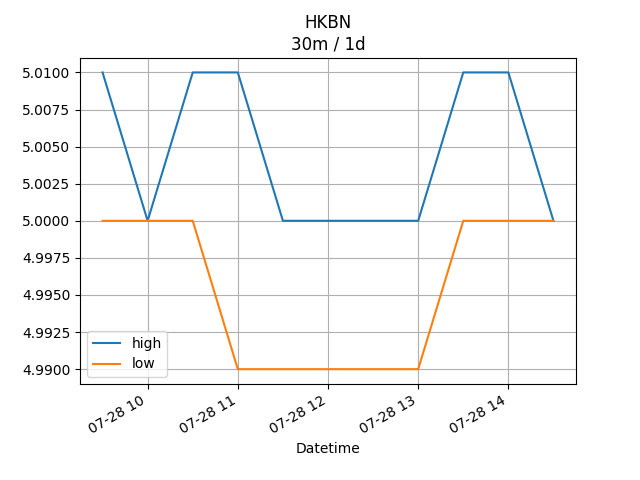 HKBN
30m / 1d
5.0100
5.0075
5.0050
5.0025
5.0000
4.9975
4.9950
4.9925
4.9900
high
low
07-28 10
07-28 11
07-28 12
07-28 13
07-28 14
Datetime